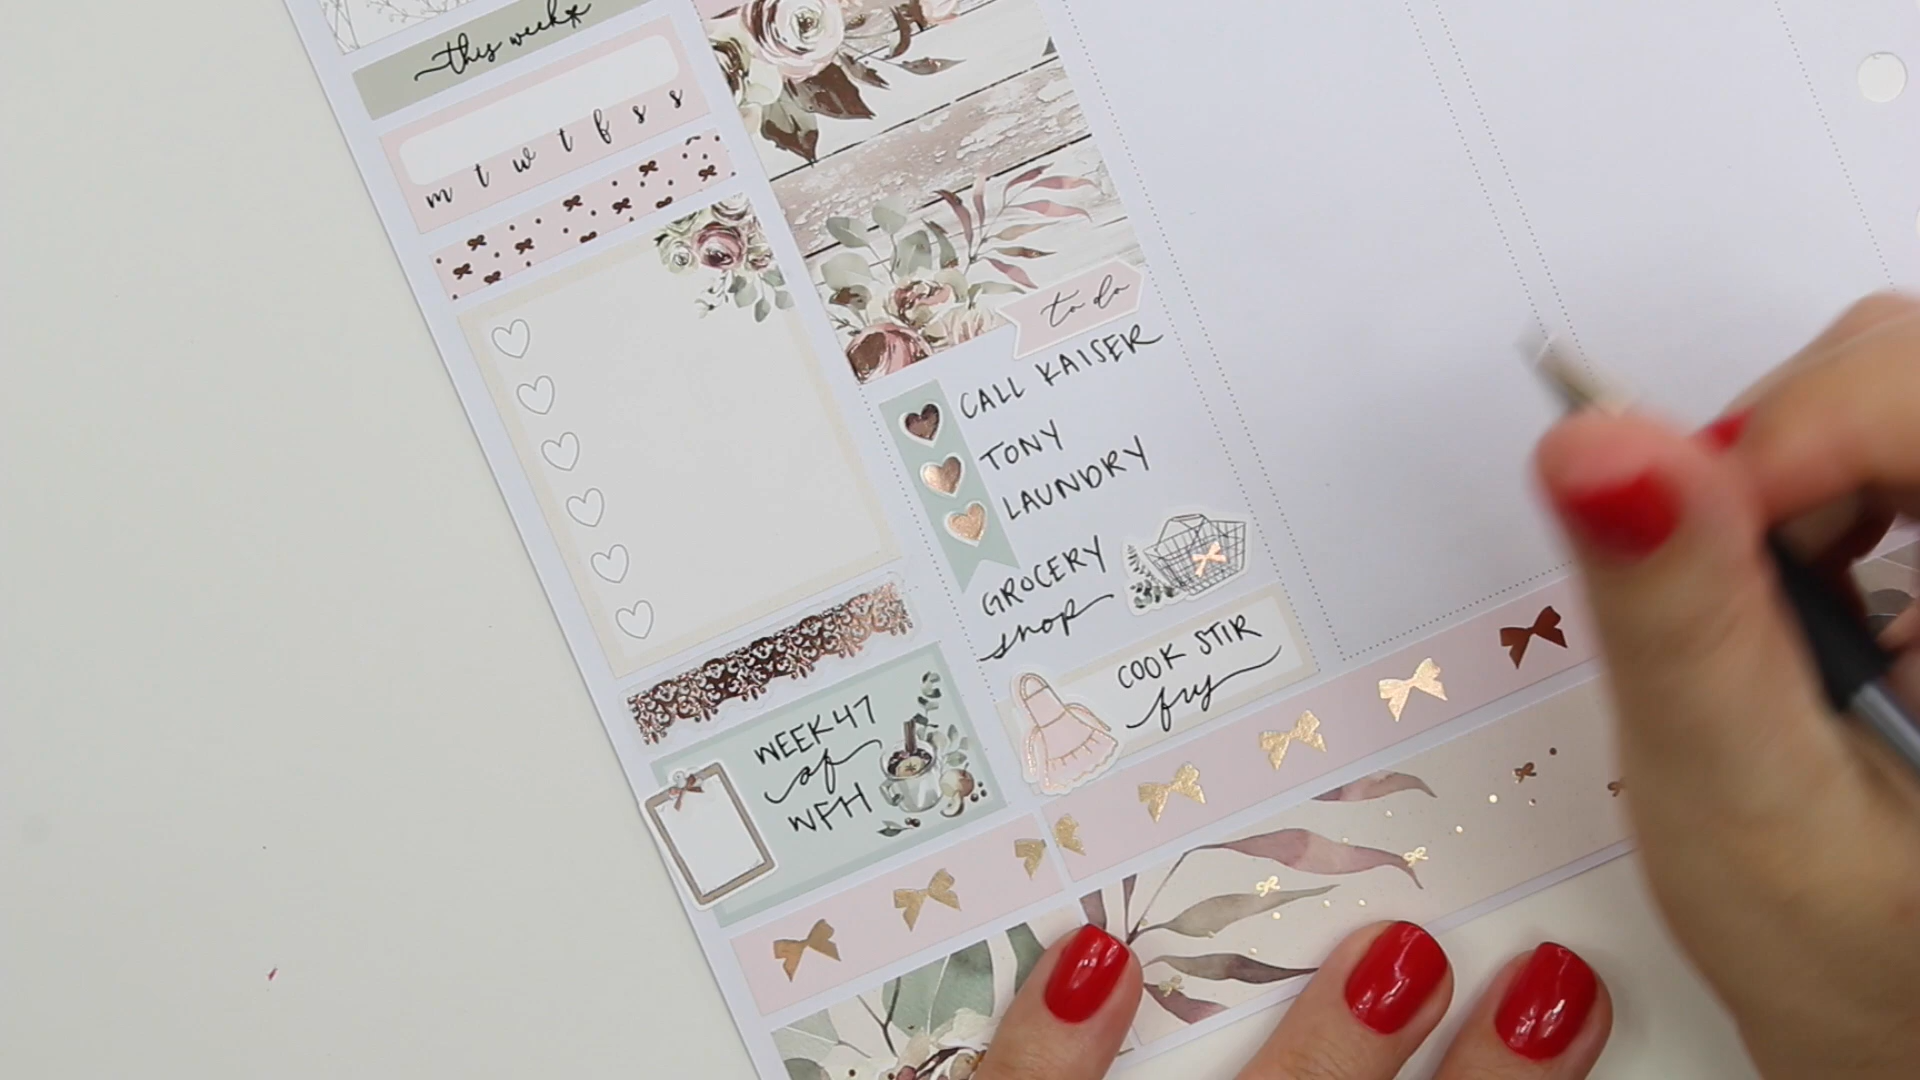 this week
m t w t f s s
to do
CALL KAISER
TONY
LAUNDRY
GROCERY
shop
COOK STIR
fry
WEEK 47
of
WFH